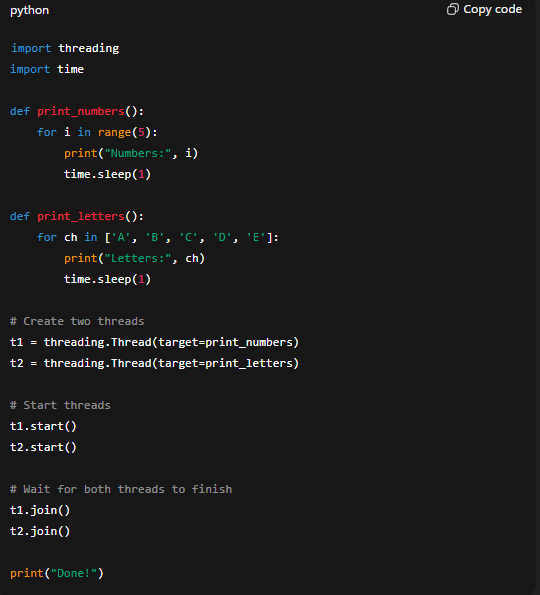 python
Copy code
import threading
import time
def print_numbers():
    for i in range(5):
        print("Numbers:", i)
        time.sleep(1)
def print_letters():
    for ch in ['A', 'B', 'C', 'D', 'E']:
        print("Letters:", ch)
        time.sleep(1)
# Create two threads
t1 = threading.Thread(target=print_numbers)
t2 = threading.Thread(target=print_letters)
# Start threads
t1.start()
t2.start()
# Wait for both threads to finish
t1.join()
t2.join()
print("Done!")